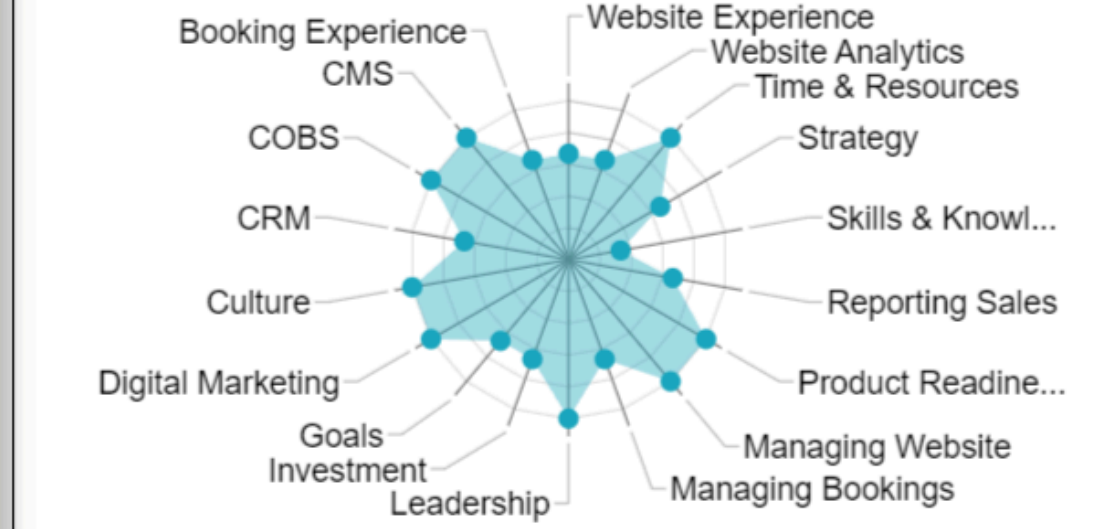 Website Experience
Booking Experience
Website Analytics
CMS
Time & Resources
COBS
Strategy
CRM
Skills & Knowl...
Culture
Reporting Sales
Digital Marketing
Product Readine...
Goals
Managing Website
Investment
Managing Bookings
Leadership